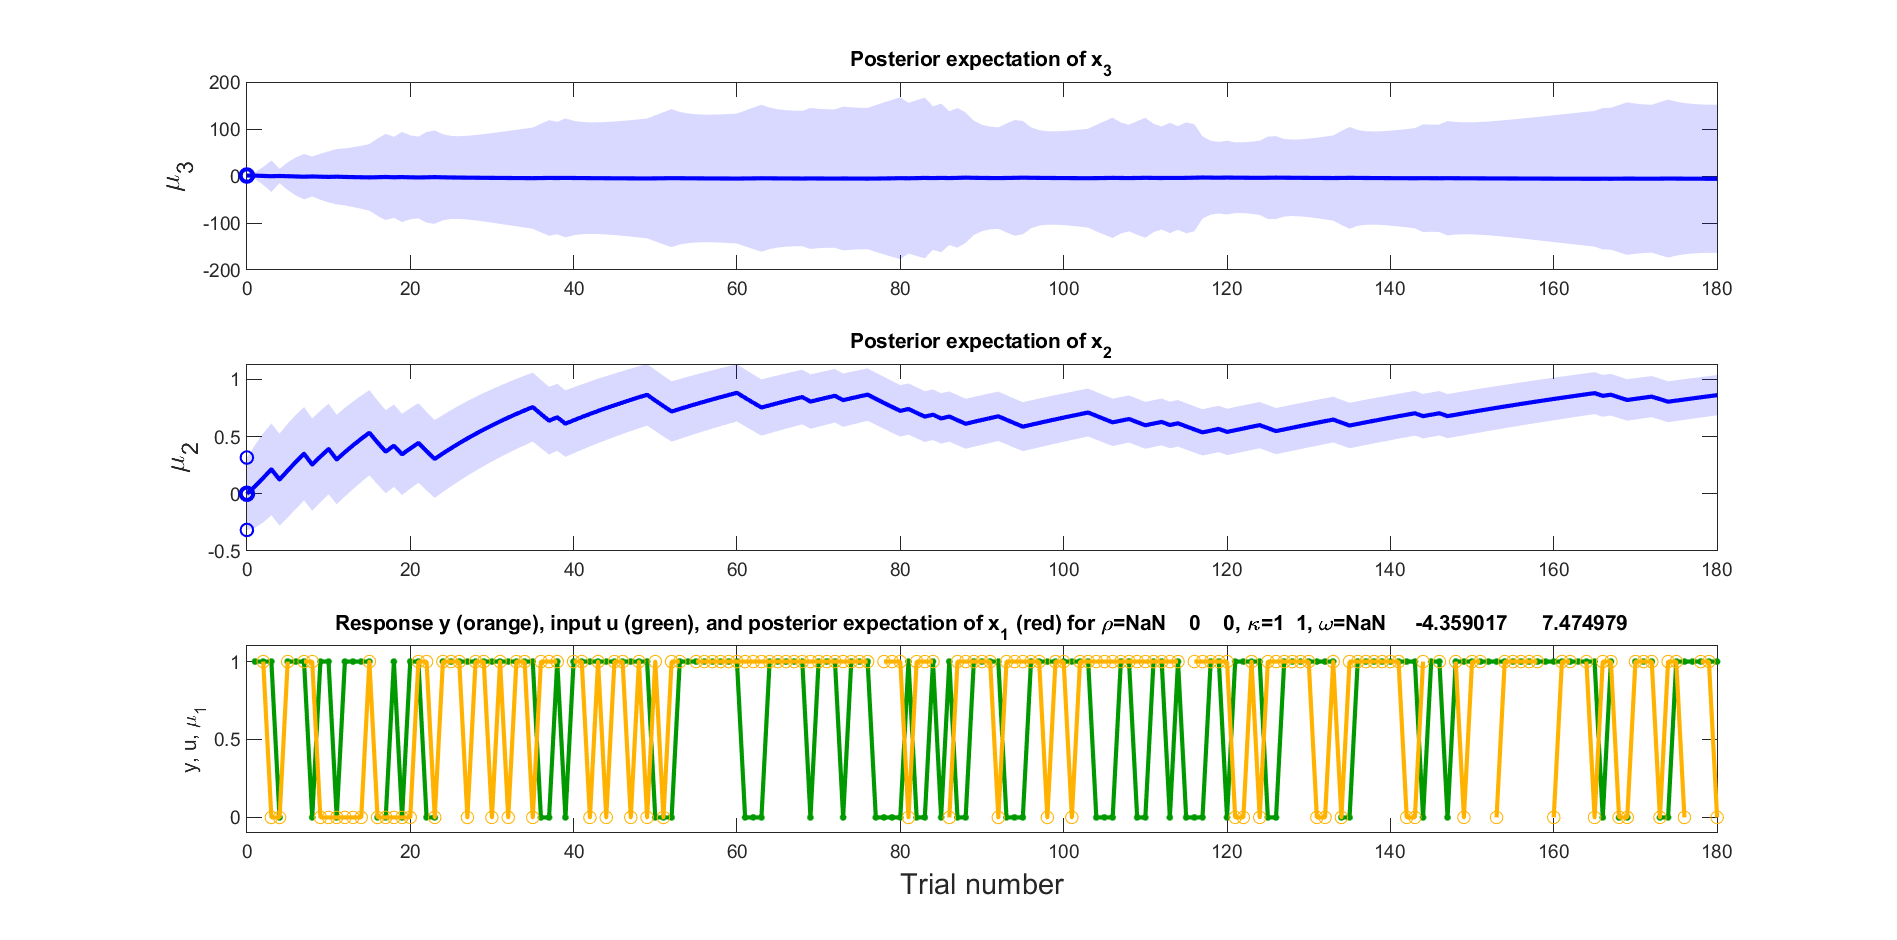 Posterior expectation of x₃
200
100
0
-100
-200
μ₃
0 20 40 60 80 100 120 140 160 180
Posterior expectation of x₂
1
0.5
0
-0.5
μ₂
0 20 40 60 80 100 120 140 160 180
Response y (orange), input u (green), and posterior expectation of x₁ (red) for ρ=NaN 0 0, κ=1 1, ω=NaN -4.359017 7.474979
1
0.5
0
y, u, μ₁
0 20 40 60 80 100 120 140 160 180
Trial number